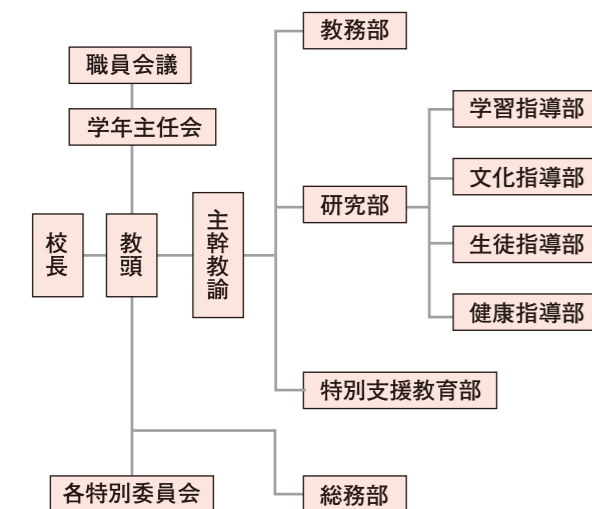 教務部
職員会議
学年主任会
学習指導部
文化指導部
研究部
校長
教頭
主幹教諭
生徒指導部
健康指導部
特別支援教育部
各特別委員会
総務部